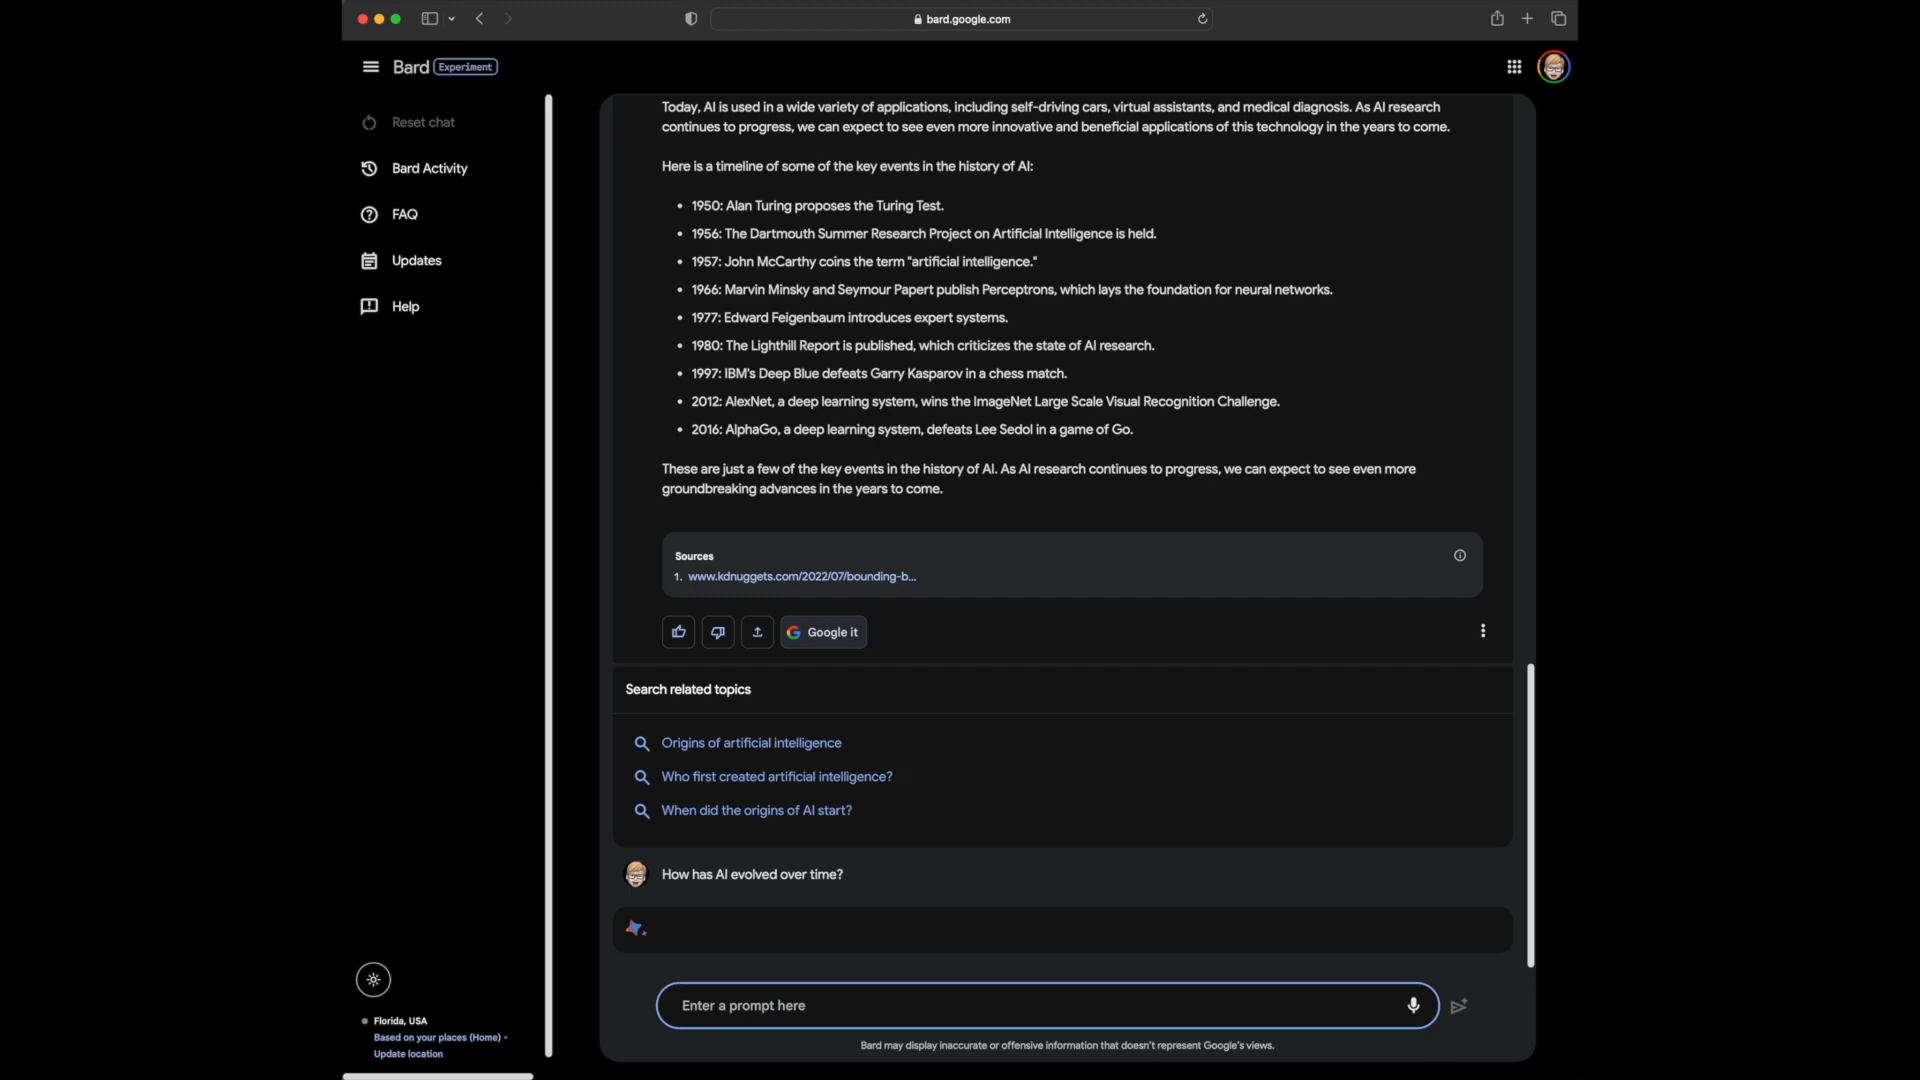 bard.google.com
Bard Experiment
Reset chat
Bard Activity
FAQ
Updates
Help
Today, AI is used in a wide variety of applications, including self-driving cars, virtual assistants, and medical diagnosis. As AI research
continues to progress, we can expect to see even more innovative and beneficial applications of this technology in the years to come.
Here is a timeline of some of the key events in the history of AI:
• 1950: Alan Turing proposes the Turing Test.
• 1956: The Dartmouth Summer Research Project on Artificial Intelligence is held.
• 1957: John McCarthy coins the term "artificial intelligence."
• 1966: Marvin Minsky and Seymour Papert publish Perceptrons, which lays the foundation for neural networks.
• 1977: Edward Feigenbaum introduces expert systems.
• 1980: The Lighthill Report is published, which criticizes the state of AI research.
• 1997: IBM's Deep Blue defeats Garry Kasparov in a chess match.
• 2012: AlexNet, a deep learning system, wins the ImageNet Large Scale Visual Recognition Challenge.
• 2016: AlphaGo, a deep learning system, defeats Lee Sedol in a game of Go.
These are just a few of the key events in the history of AI. As AI research continues to progress, we can expect to see even more
groundbreaking advances in the years to come.
Sources
1. www.kdnuggets.com/2022/07/bounding-b...
Google it
Search related topics
Origins of artificial intelligence
Who first created artificial intelligence?
When did the origins of AI start?
How has AI evolved over time?
Enter a prompt here
Bard may display inaccurate or offensive information that doesn't represent Google's views.
Florida, USA
Based on your places (Home) •
Update location